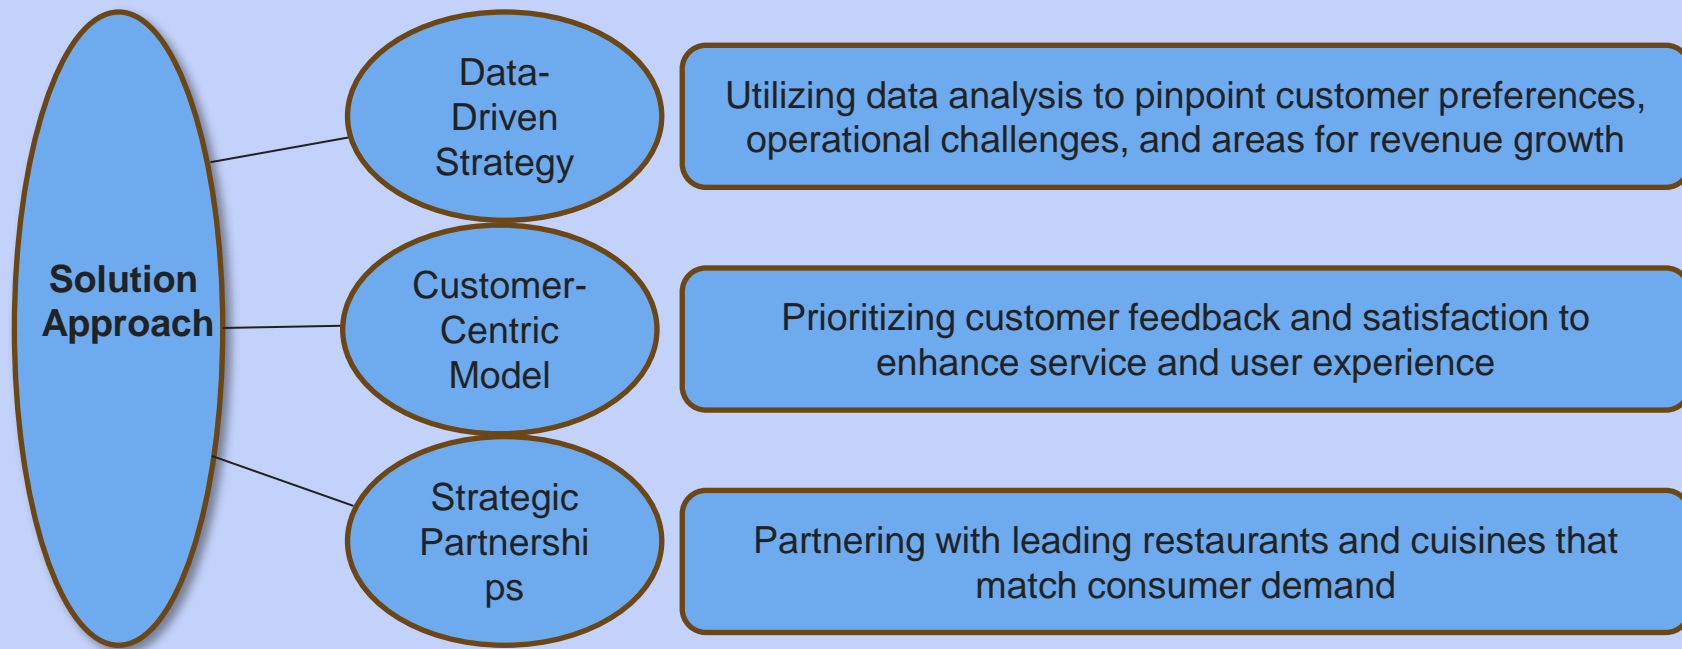 Solution
Approach
Data-
Driven
Strategy
Utilizing data analysis to pinpoint customer preferences,
operational challenges, and areas for revenue growth
Customer-
Centric
Model
Prioritizing customer feedback and satisfaction to
enhance service and user experience
Strategic
Partnershi
ps
Partnering with leading restaurants and cuisines that
match consumer demand